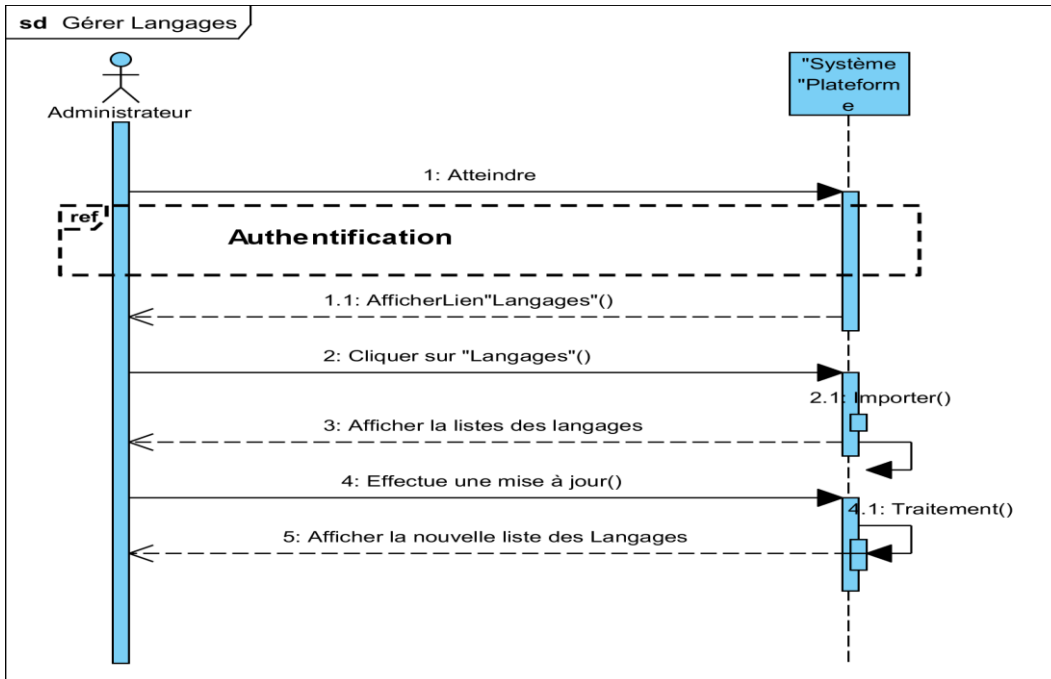 sd Gérer Langages
Administrateur
"Système
"Plateform
e
1: Atteindre
ref
Authentification
1.1: AfficherLien"Langages"()
2: Cliquer sur "Langages"()
2.1: Importer()
3: Afficher la listes des langages
4: Effectue une mise à jour()
4.1: Traitement()
5: Afficher la nouvelle liste des Langages